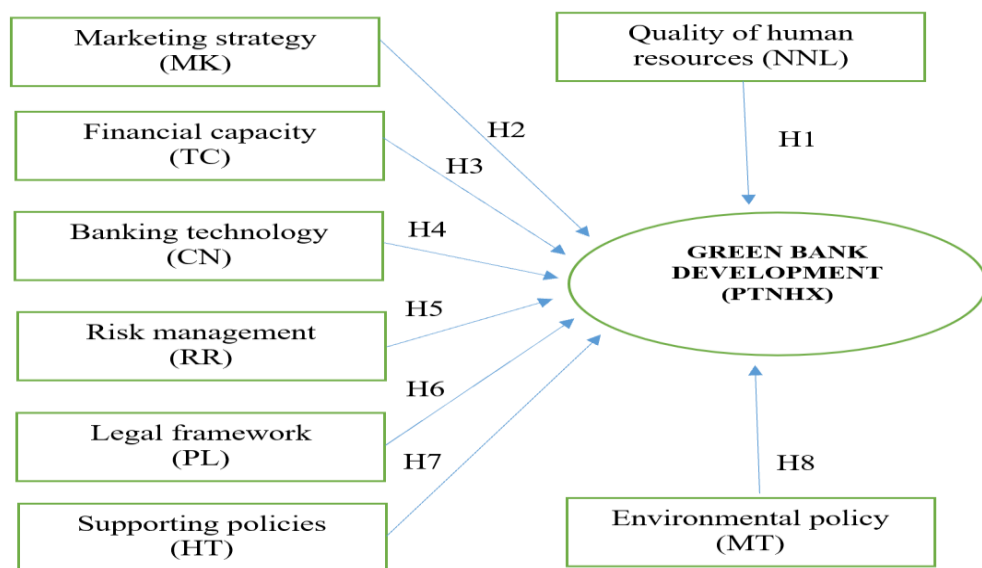 Marketing strategy
(MK)
Quality of human
resources (NNL)
H2
H1
Financial capacity
(TC)
H3
Banking technology
(CN)
H4
GREEN BANK
DEVELOPMENT
(PTNHX)
Risk management
(RR)
H5
H6
Legal framework
(PL)
H7
H8
Supporting policies
(HT)
Environmental policy
(MT)